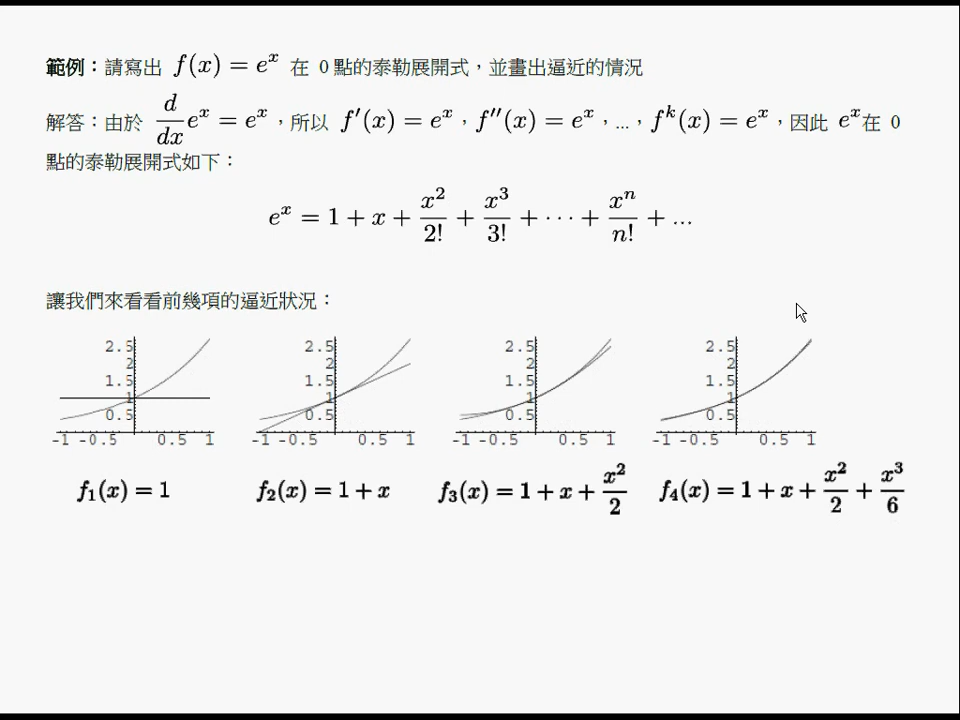 範例：請寫出 f(x) = e^x 在 0 點的泰勒展開式，並畫出逼近的情況
解答：由於 d/dx e^x = e^x，所以 f′(x) = e^x，f″(x) = e^x，...，f^k(x) = e^x，因此 e^x 在 0
點的泰勒展開式如下：
e^x = 1 + x + x^2/2! + x^3/3! + ··· + x^n/n! + ...
讓我們來看看前幾項的逼近狀況：
2.5 2 1.5 1 0.5 -1 -0.5 0.5 1
2.5 2 1.5 1 0.5 -1 -0.5 0.5 1
2.5 2 1.5 1 0.5 -1 -0.5 0.5 1
2.5 2 1.5 1 0.5 -1 -0.5 0.5 1
f₁(x) = 1
f₂(x) = 1 + x
f₃(x) = 1 + x + x^2/2
f₄(x) = 1 + x + x^2/2 + x^3/6